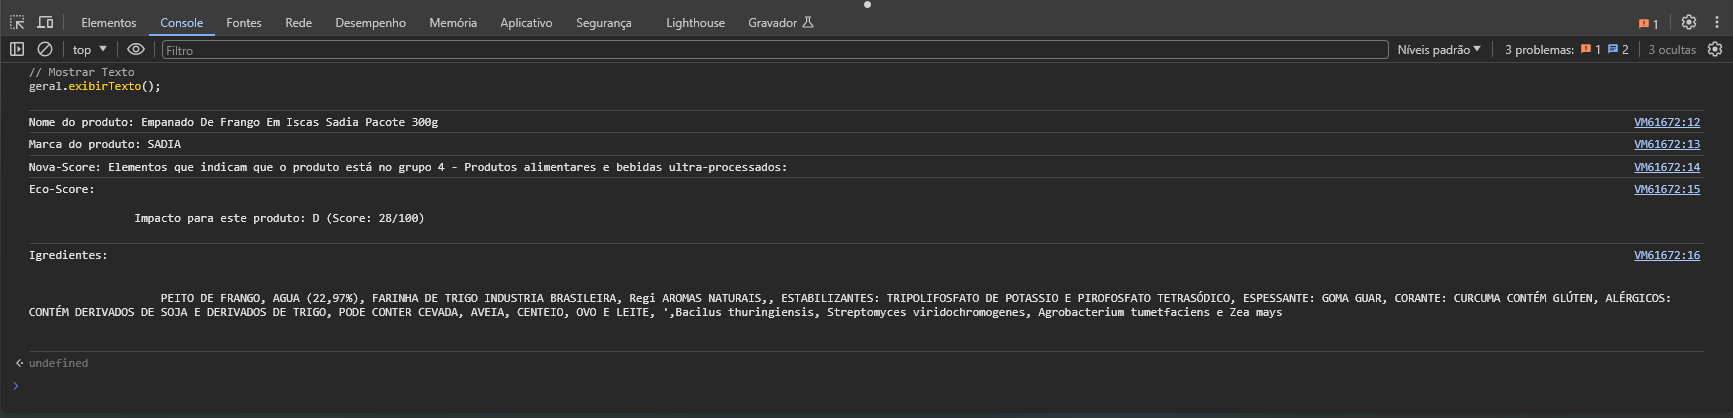 Elementos Console Fontes Rede Desempenho Memória Aplicativo Segurança Lighthouse Gravador 1
top Filtro Níveis padrão 3 problemas: 1 2 3 ocultas
// Mostrar Texto
geral.exibirTexto();
Nome do produto: Empanado De Frango Em Iscas Sadia Pacote 300g VM61672:12
Marca do produto: SADIA VM61672:13
Nova-Score: Elementos que indicam que o produto está no grupo 4 - Produtos alimentares e bebidas ultra-processados: VM61672:14
Eco-Score: VM61672:15
Impacto para este produto: D (Score: 28/100)
Igredientes: VM61672:16
PEITO DE FRANGO, AGUA (22,97%), FARINHA DE TRIGO INDUSTRIA BRASILEIRA, Regi AROMAS NATURAIS,, ESTABILIZANTES: TRIPOLIFOSFATO DE POTASSIO E PIROFOSFATO TETRASÓDICO, ESPESSANTE: GOMA GUAR, CORANTE: CURCUMA CONTÉM GLÚTEN, ALÉRGICOS:
CONTÉM DERIVADOS DE SOJA E DERIVADOS DE TRIGO, PODE CONTER CEVADA, AVEIA, CENTEIO, OVO E LEITE, ',Bacilus thuringiensis, Streptomyces viridochromogenes, Agrobacterium tumetfaciens e Zea mays
undefined